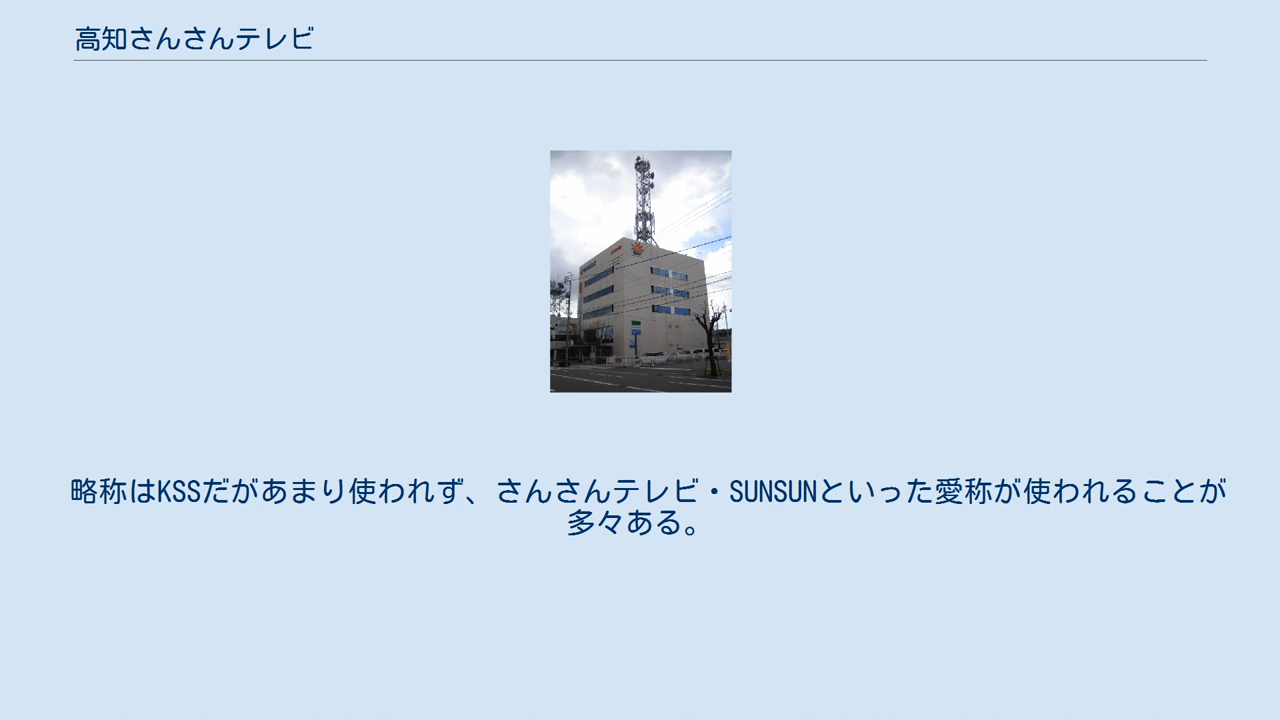 高知さんさんテレビ
略称はKSSだがあまり使われず、さんさんテレビ・SUNSUNといった愛称が使われることが
多々ある。